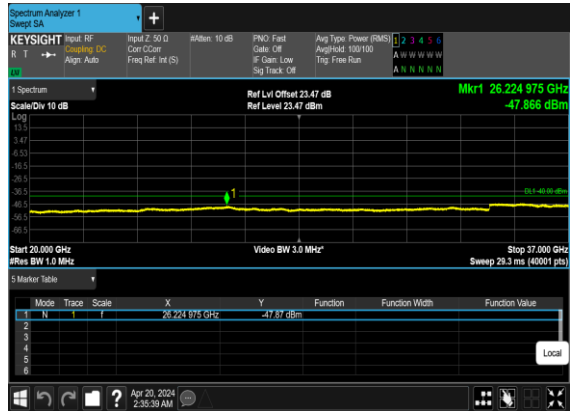 Spectrum Analyzer 1
Swept SA
KEYSIGHT
R T
LW
Input: RF
Coupling: DC
Align: Auto
Input Z: 50 Ω
Corr CCorr
Freq Ref: Int (S)
#Atten: 10 dB
PNO: Fast
Gate: Off
IF Gain: Low
Sig Track: Off
Avg Type: Power (RMS)
Avg|Hold: 100/100
Trig: Free Run
1 2 3 4 5 6
A W W W W W
A N N N N N
1 Spectrum
Scale/Div 10 dB
Ref Lvl Offset 23.47 dB
Ref Level 23.47 dBm
Mkr1 26.224 975 GHz
-47.866 dBm
Log
13.5
3.47
-6.53
-16.5
-26.5
-36.5
-46.5
-56.5
-66.5
1
DL1 -40.00 dBm
Start 20.000 GHz
#Res BW 1.0 MHz
Video BW 3.0 MHz*
Stop 37.000 GHz
Sweep 29.3 ms (40001 pts)
5 Marker Table
Mode Trace Scale X Y Function Function Width Function Value
1 N 1 f 26.224 975 GHz -47.87 dBm
2
3
4
5
6
Local
?
Apr 20, 2024
2:35:39 AM